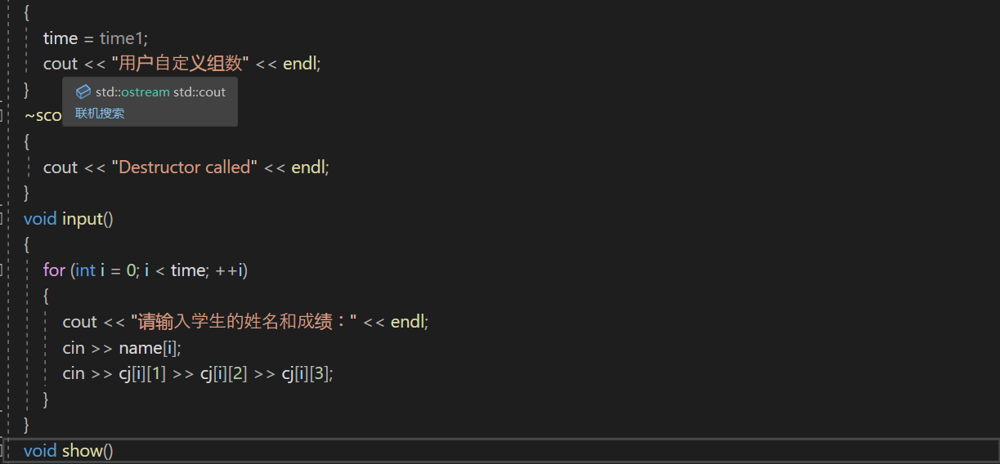 {
time = time1;
cout << "用户自定义组数" << endl;
}
std::ostream std::cout
联机搜索
~sco
{
cout << "Destructor called" << endl;
}
void input()
{
for (int i = 0; i < time; ++i)
{
cout << "请输入学生的姓名和成绩：" << endl;
cin >> name[i];
cin >> cj[i][1] >> cj[i][2] >> cj[i][3];
}
}
void show()